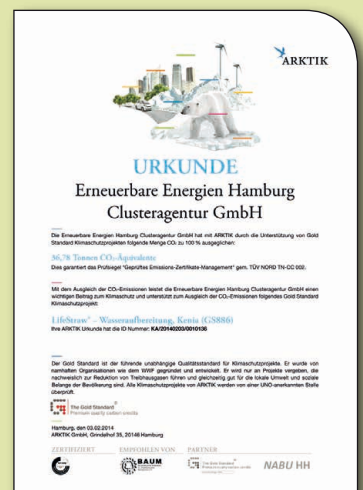 ARKTIK
URKUNDE
Erneuerbare Energien Hamburg
Clusteragentur GmbH
Die Erneuerbare Energien Hamburg Clusteragentur GmbH hat mit ARKTIK durch die Unterstützung von Gold
Standard Klimaschutzprojekten folgende Menge CO₂ zu 100 % ausgeglichen:
36,78 Tonnen CO₂-Äquivalente
Dies garantiert das Prüfsiegel "Geprüftes Emissions-Zertifikate-Management" gem. TÜV NORD TN-CC 002.
Mit dem Ausgleich der CO₂-Emissionen leistet die Erneuerbare Energien Hamburg Clusteragentur GmbH einen
wichtigen Beitrag zum Klimaschutz und unterstützt zum Ausgleich der CO₂-Emissionen folgendes Gold Standard
Klimaschutzprojekt:
LifeStraw® - Wasseraufbereitung, Kenia (GS886)
Ihre ARKTIK Urkunde hat die ID Nummer: KA/20140203/0010136
Der Gold Standard ist der führende unabhängige Qualitätsstandard für Klimaschutzprojekte. Er wurde von
namhaften Organisationen wie dem WWF gegründet und entwickelt. Er wird nur an Projekte vergeben, die
nachweislich zur Reduktion von Treibhausgasen führen und gleichzeitig gut für die lokale Umwelt und soziale
Belange der Bevölkerung sind. Alle Klimaschutzprojekte von ARKTIK werden von einer UNO-anerkannten Stelle
überprüft.
The Gold Standard®
Premium quality carbon credits
Hamburg, den 03.02.2014
ARKTIK GmbH, Grindelhof 35, 20146 Hamburg
ZERTIFIZIERT EMPFOHLEN VON PARTNER
BAUM The Gold Standard NABU HH